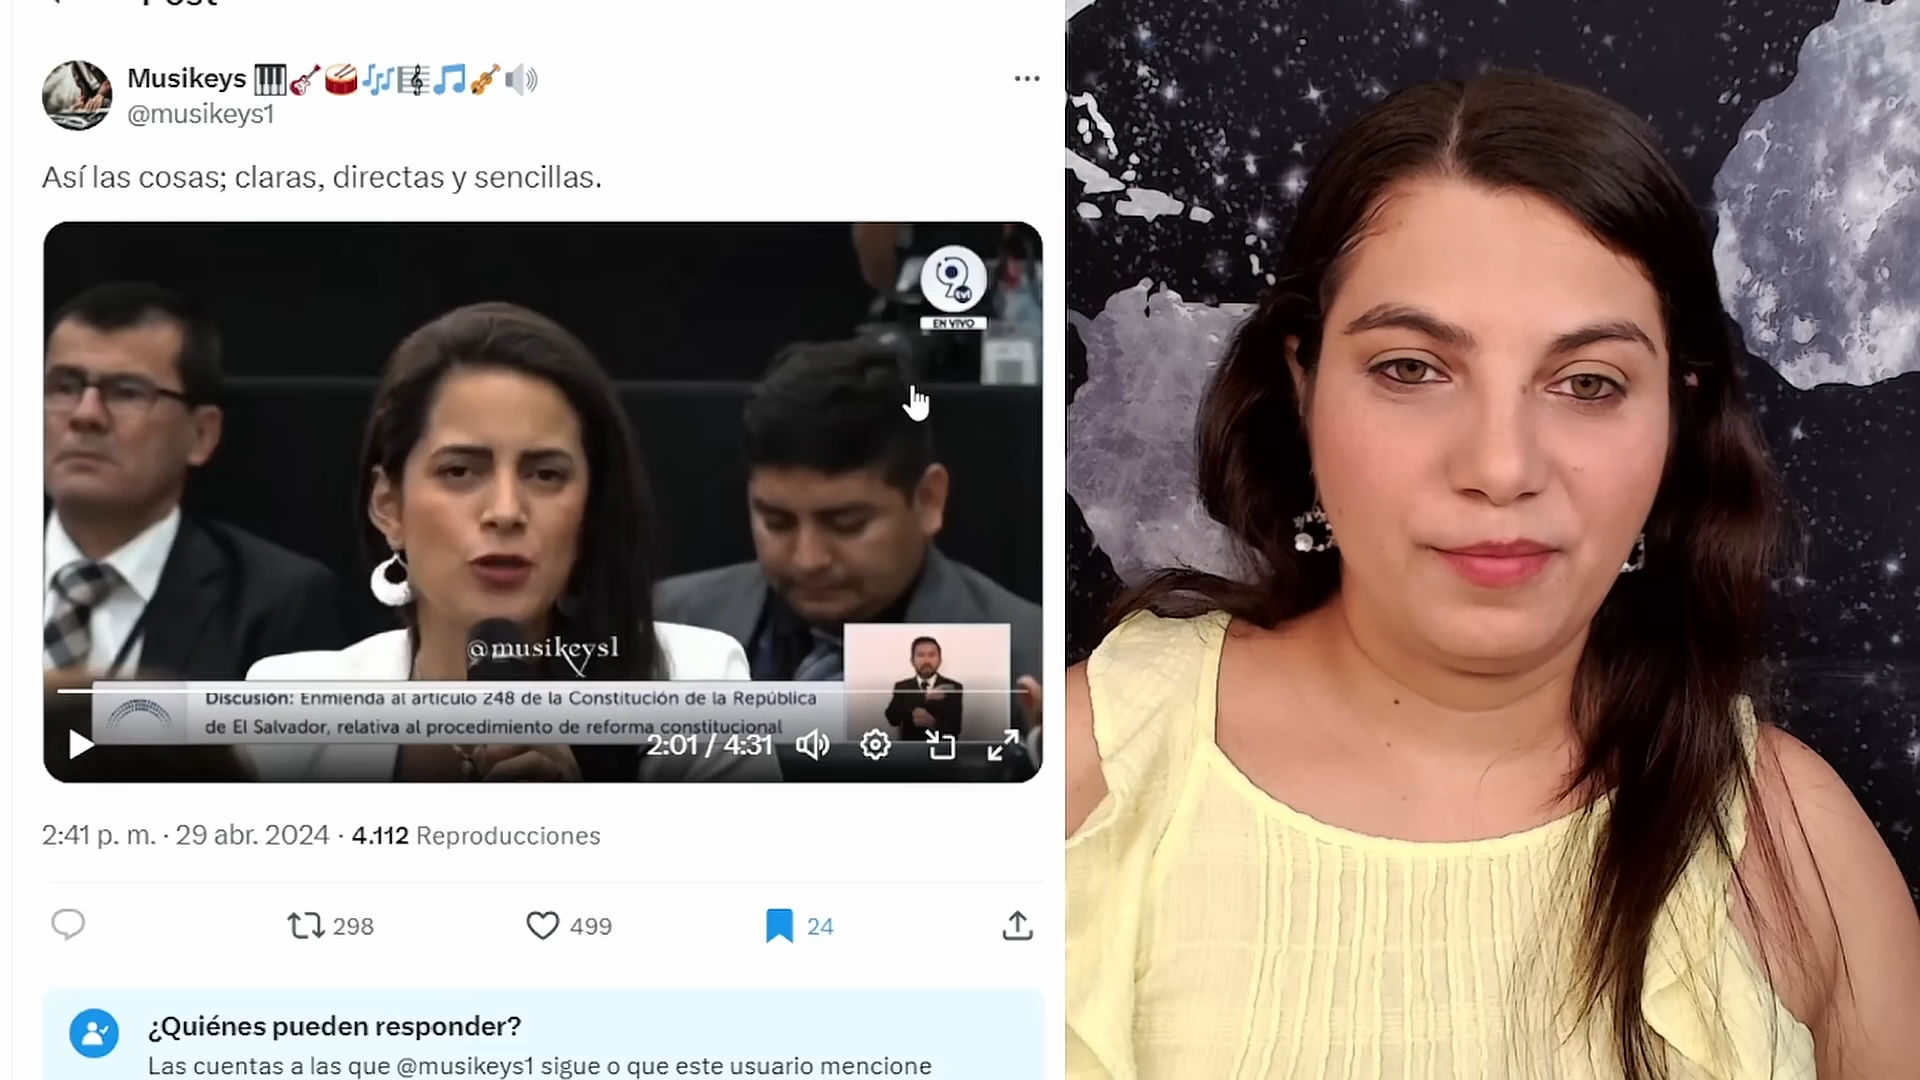 Post
Musikeys
@musikeys1
Así las cosas; claras, directas y sencillas.
9
tvl
EN VIVO
@musikeys1
Discusión: Enmienda al artículo 248 de la Constitución de la República
de El Salvador, relativa al procedimiento de reforma constitucional
2:01 / 4:31
2:41 p. m. · 29 abr. 2024 · 4.112 Reproducciones
298
499
24
¿Quiénes pueden responder?
Las cuentas a las que @musikeys1 sigue o que este usuario mencione